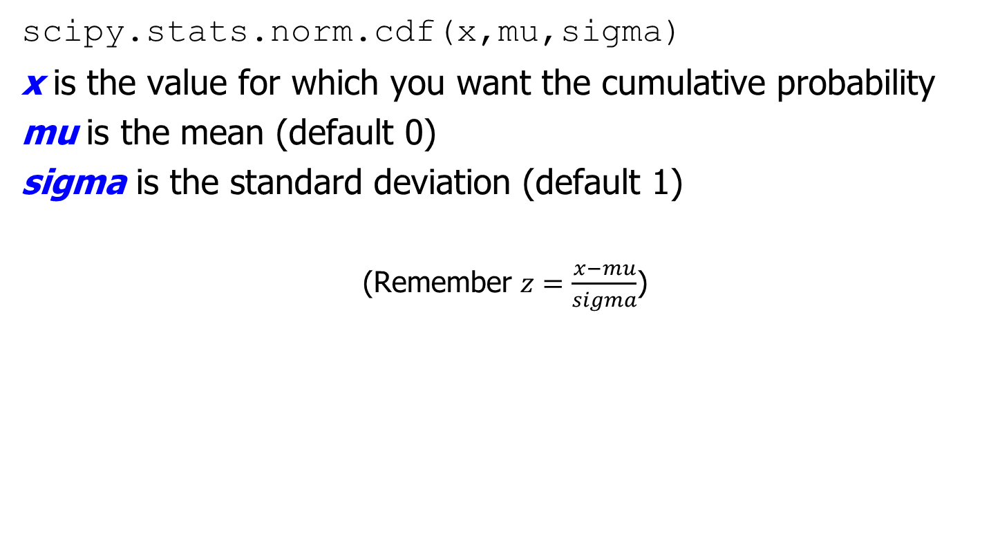 scipy.stats.norm.cdf(x,mu,sigma)
x is the value for which you want the cumulative probability
mu is the mean (default 0)
sigma is the standard deviation (default 1)
(Remember z = \frac{x-mu}{sigma})